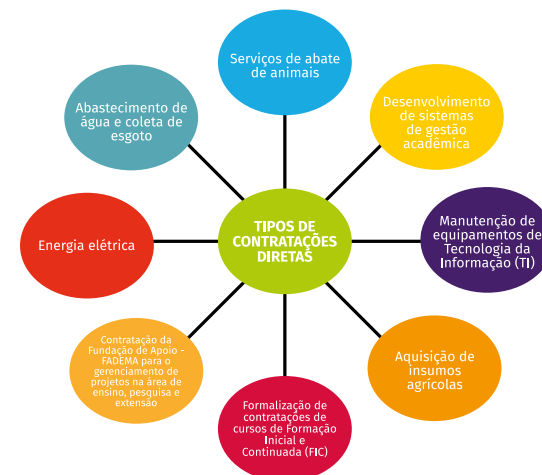 Serviços de abate
de animais
Desenvolvimento
de sistemas
de gestão
acadêmica
Manutenção de
equipamentos de
Tecnologia da
Informação (TI)
Aquisição de
insumos
agrícolas
Formalização de
contratações de
cursos de Formação
Inicial e
Continuada (FIC)
Contratação da
Fundação de Apoio -
FADEMA para o
gerenciamento de
projetos na área de
ensino, pesquisa e
extensão
Energia elétrica
Abastecimento de
água e coleta de
esgoto
TIPOS DE
CONTRATAÇÕES
DIRETAS